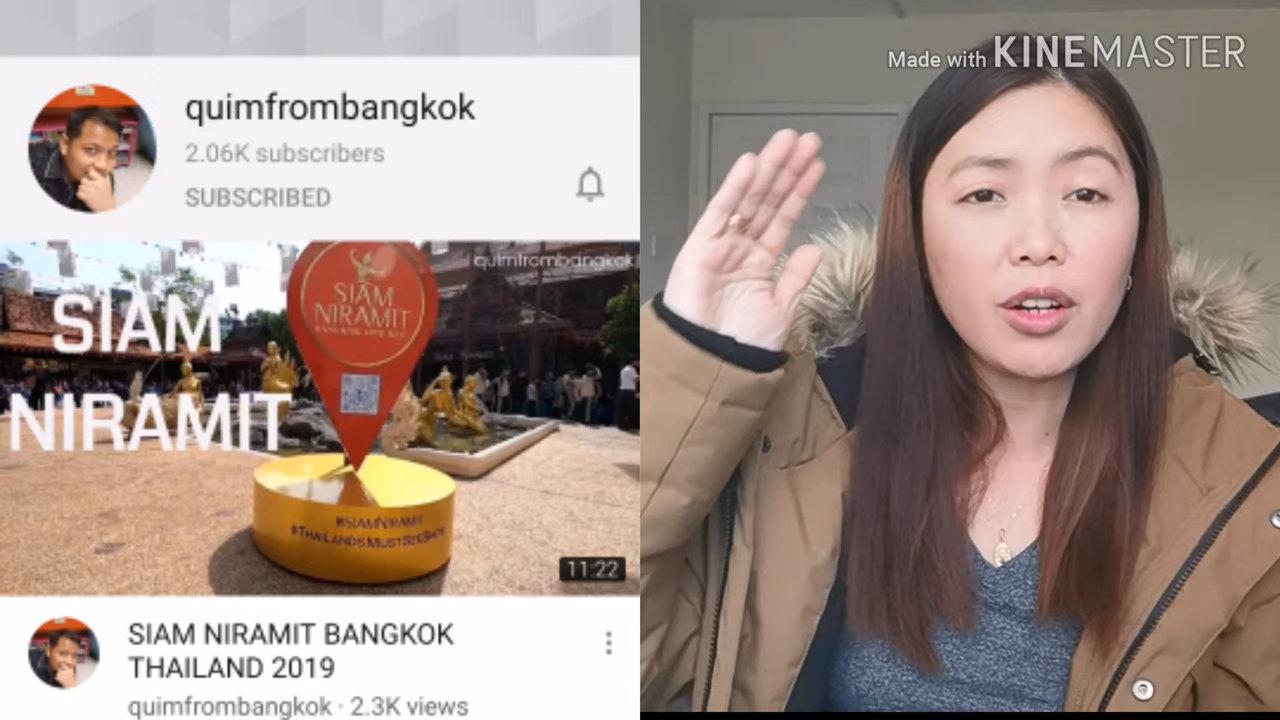 Made with KINEMASTER
quimfrombangkok
2.06K subscribers
SUBSCRIBED
quimfrombangkok
SIAM
NIRAMIT
SIAM
NIRAMIT
#SIAMNIRAMIT
#THAILANDSMUSTSEESHOW
11:22
SIAM NIRAMIT BANGKOK
THAILAND 2019
quimfrombangkok · 2.3K views